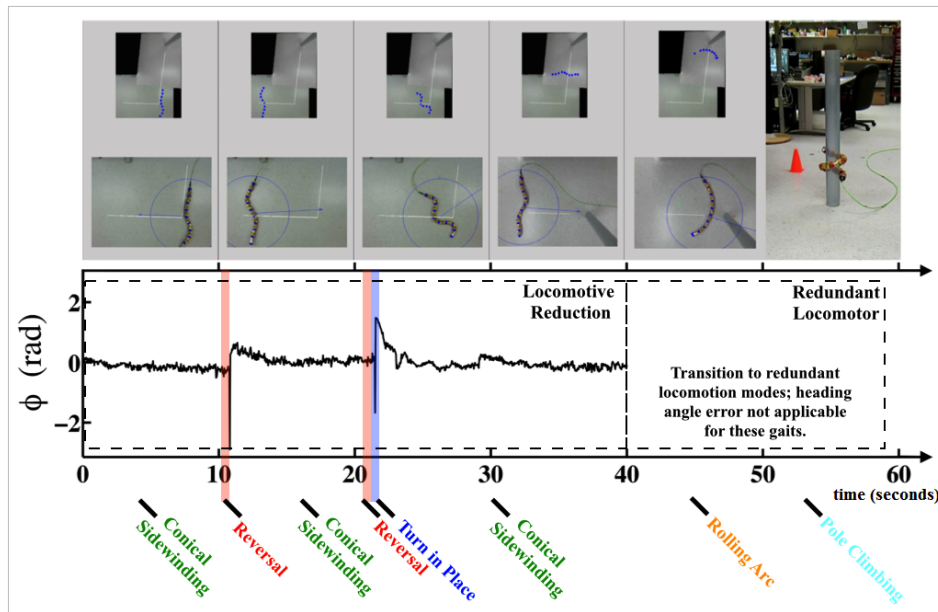 2
0
−2
ϕ (rad)
Locomotive
Reduction
Redundant
Locomotor
Transition to redundant
locomotion modes; heading
angle error not applicable
for these gaits.
0
10
20
30
40
50
60
time (seconds)
Conical
Sidewinding
Reversal
Conical
Sidewinding
Reversal
Turn in Place
Conical
Sidewinding
Rolling Arc
Pole Climbing